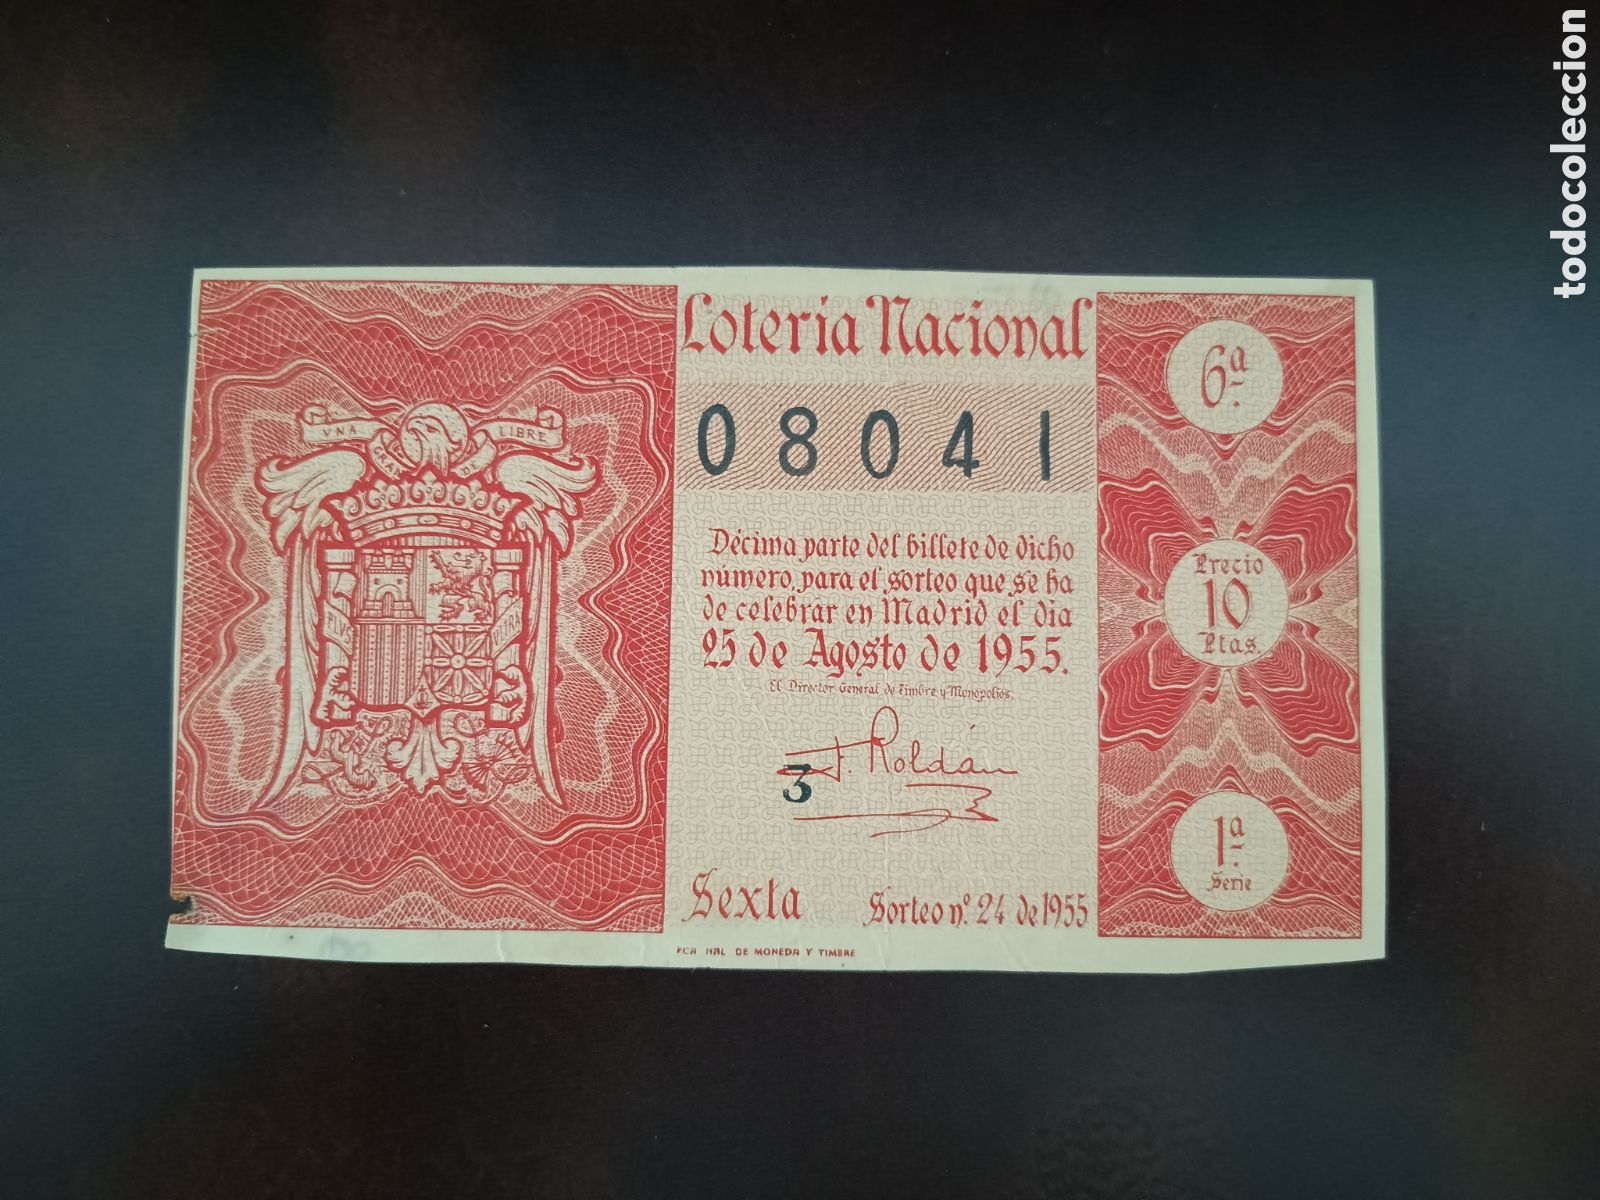 todocoleccion
Lotería Nacional
08041
Décima parte del billete de dicho
número, para el sorteo que se ha
de celebrar en Madrid el día
25 de Agosto de 1955.
El Director General de Timbre y Monopolios,
F. Roldán
3
Sexta
Sorteo nº 24 de 1955
FCA NAL DE MONEDA Y TIMBRE
VNA
GRAN
DE
LIBRE
PLVS
VLTRA
6ª
Precio
10
Ptas.
1ª
Serie